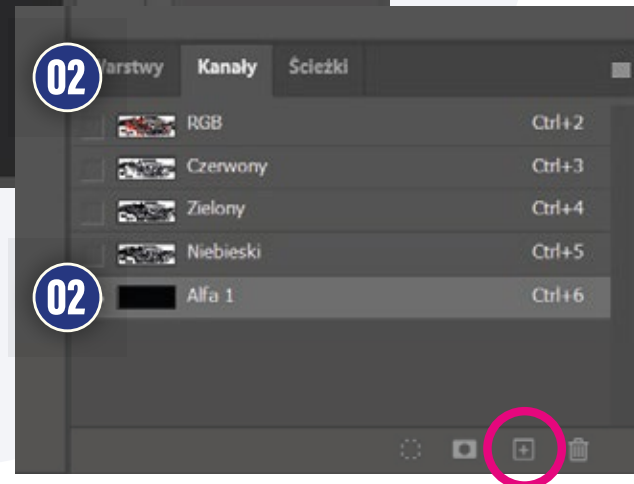 02
Warstwy Kanały Ścieżki
RGB Ctrl+2
Czerwony Ctrl+3
Zielony Ctrl+4
Niebieski Ctrl+5
02
Alfa 1 Ctrl+6